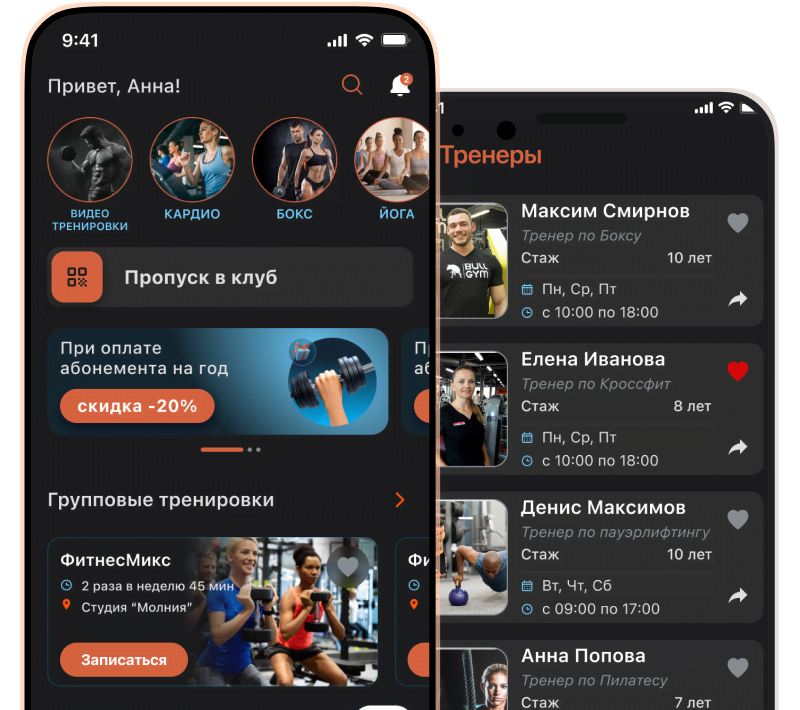 9:41
Привет, Анна!
2
ВИДЕО
ТРЕНИРОВКИ
КАРДИО
БОКС
ЙОГА
Пропуск в клуб
При оплате
абонемента на год
скидка -20%
Групповые тренировки
ФитнесМикс
2 раза в неделю 45 мин
Студия “Молния”
Записаться
Тренеры
BULL
GYM
Максим Смирнов
Тренер по Боксу
Стаж 10 лет
Пн, Ср, Пт
с 10:00 по 18:00
Елена Иванова
Тренер по Кроссфит
Стаж 8 лет
Пн, Ср, Пт
с 10:00 по 18:00
Денис Максимов
Тренер по пауэрлифтингу
Стаж 10 лет
Вт, Чт, Сб
с 09:00 по 17:00
Анна Попова
Тренер по Пилатесу
Стаж 7 лет